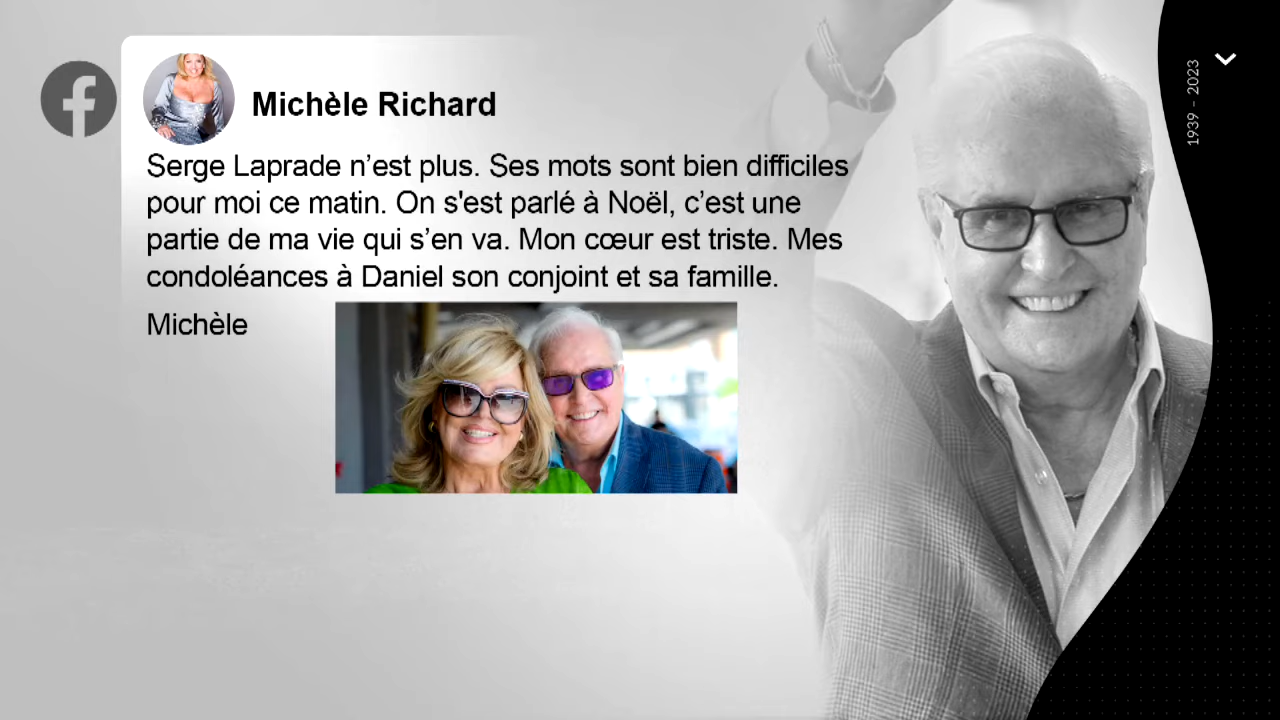 Michèle Richard
Serge Laprade n’est plus. Ses mots sont bien difficiles
pour moi ce matin. On s'est parlé à Noël, c’est une
partie de ma vie qui s’en va. Mon cœur est triste. Mes
condoléances à Daniel son conjoint et sa famille.
Michèle
1939 - 2023